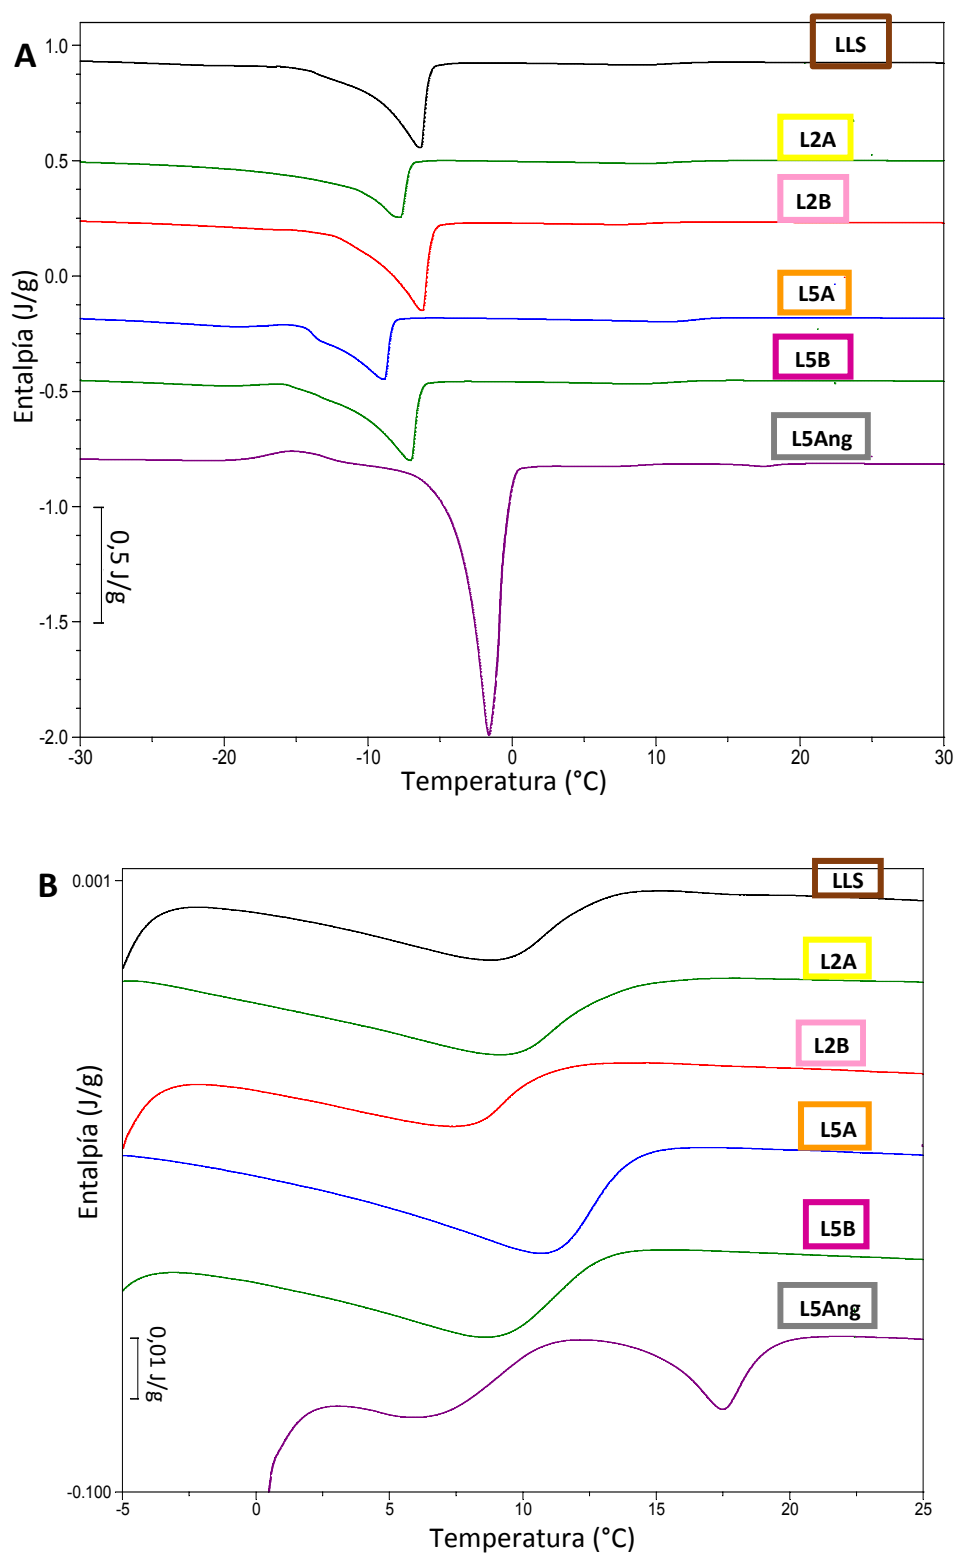 A
1.0
LLS
L2A
0.5
L2B
0.0
L5A
L5B
-0.5
L5Ang
-1.0
0,5 J/g
-1.5
-2.0
Entalpía (J/g)
-30 -20 -10 0 10 20 30
Temperatura (°C)
B
0.001
LLS
L2A
L2B
L5A
L5B
L5Ang
0,01 J/g
-0.100
Entalpía (J/g)
-5 0 5 10 15 20 25
Temperatura (°C)